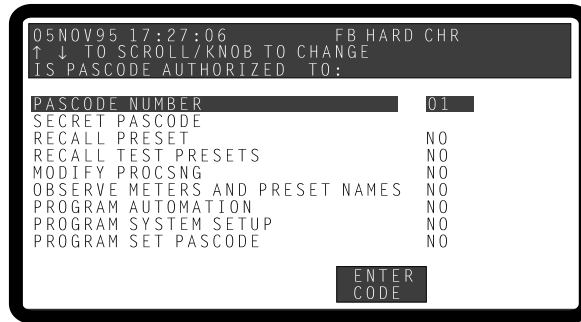 05NOV95 17:27:06 FB HARD CHR
↑ ↓ TO SCROLL/KNOB TO CHANGE
IS PASCODE AUTHORIZED TO:
PASCODE NUMBER 01
SECRET PASCODE
RECALL PRESET NO
RECALL TEST PRESETS NO
MODIFY PROCSNG NO
OBSERVE METERS AND PRESET NAMES NO
PROGRAM AUTOMATION NO
PROGRAM SYSTEM SETUP NO
PROGRAM SET PASCODE NO
ENTER
CODE